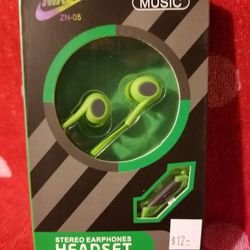 MUSIC
ZN-05
STEREO EARPHONES
HEADSET
$12-